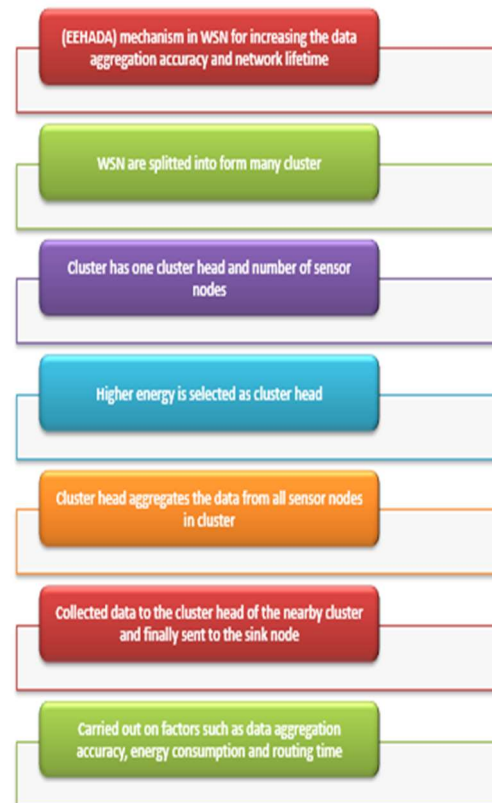 (EEHADA) mechanism in WSN for increasing the data
aggregation accuracy and network lifetime
WSN are splitted into form many cluster
Cluster has one cluster head and number of sensor
nodes
Higher energy is selected as cluster head
Cluster head aggregates the data from all sensor nodes
in cluster
Collected data to the cluster head of the nearby cluster
and finally sent to the sink node
Carried out on factors such as data aggregation
accuracy, energy consumption and routing time